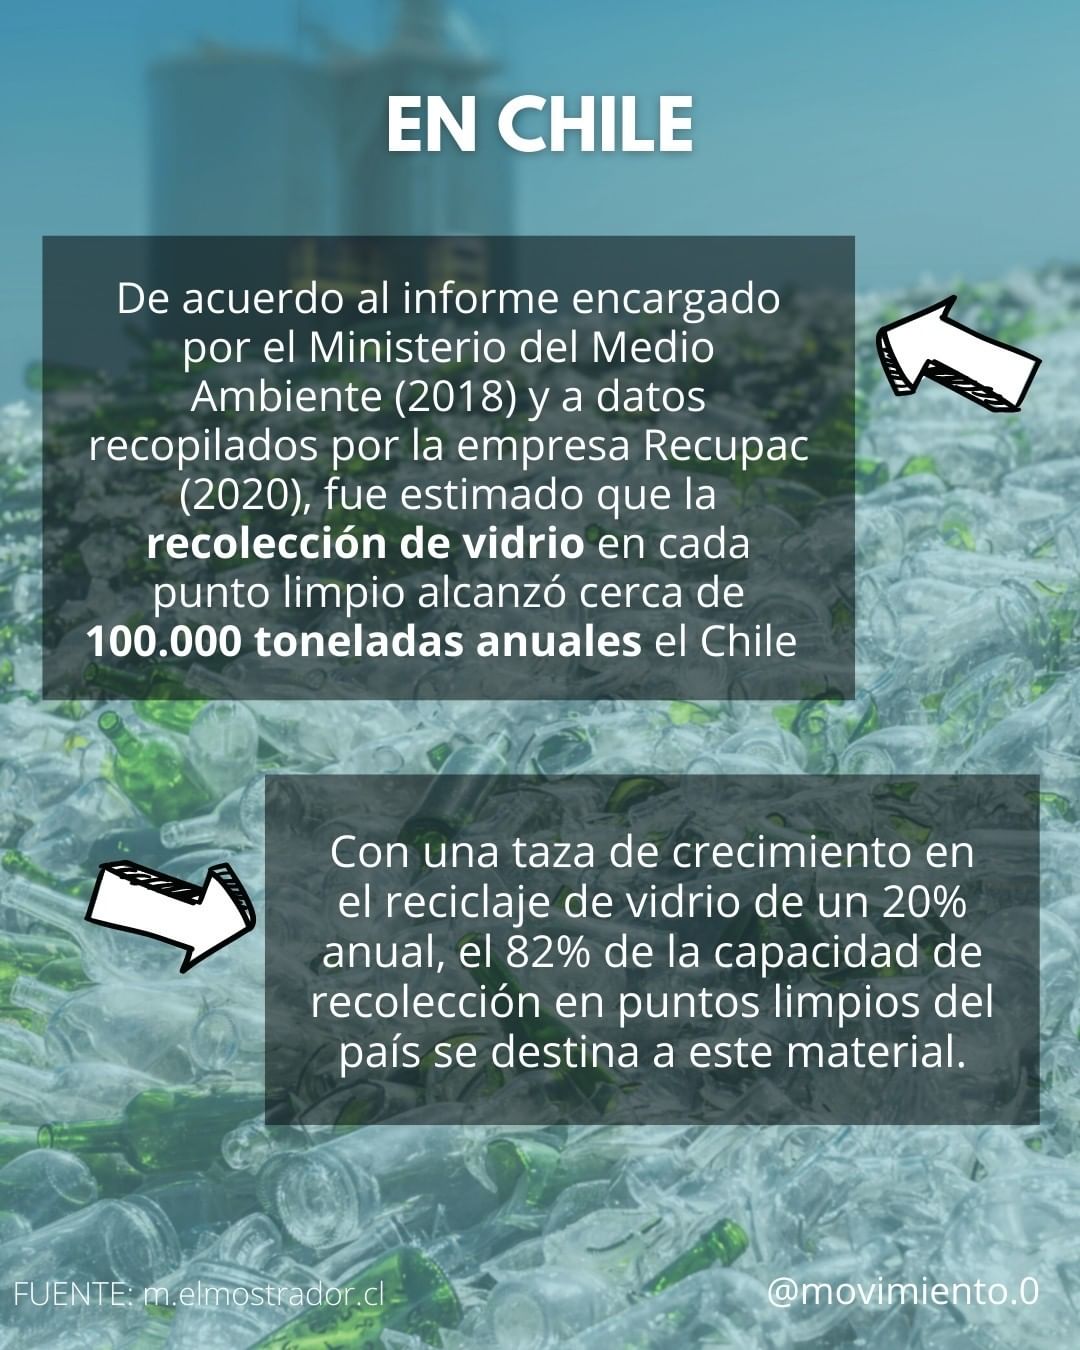 EN CHILE
De acuerdo al informe encargado
por el Ministerio del Medio
Ambiente (2018) y a datos
recopilados por la empresa Recupac
(2020), fue estimado que la
recolección de vidrio en cada
punto limpio alcanzó cerca de
100.000 toneladas anuales el Chile
Con una taza de crecimiento en
el reciclaje de vidrio de un 20%
anual, el 82% de la capacidad de
recolección en puntos limpios del
país se destina a este material.
FUENTE: m.elmostrador.cl
@movimiento.0